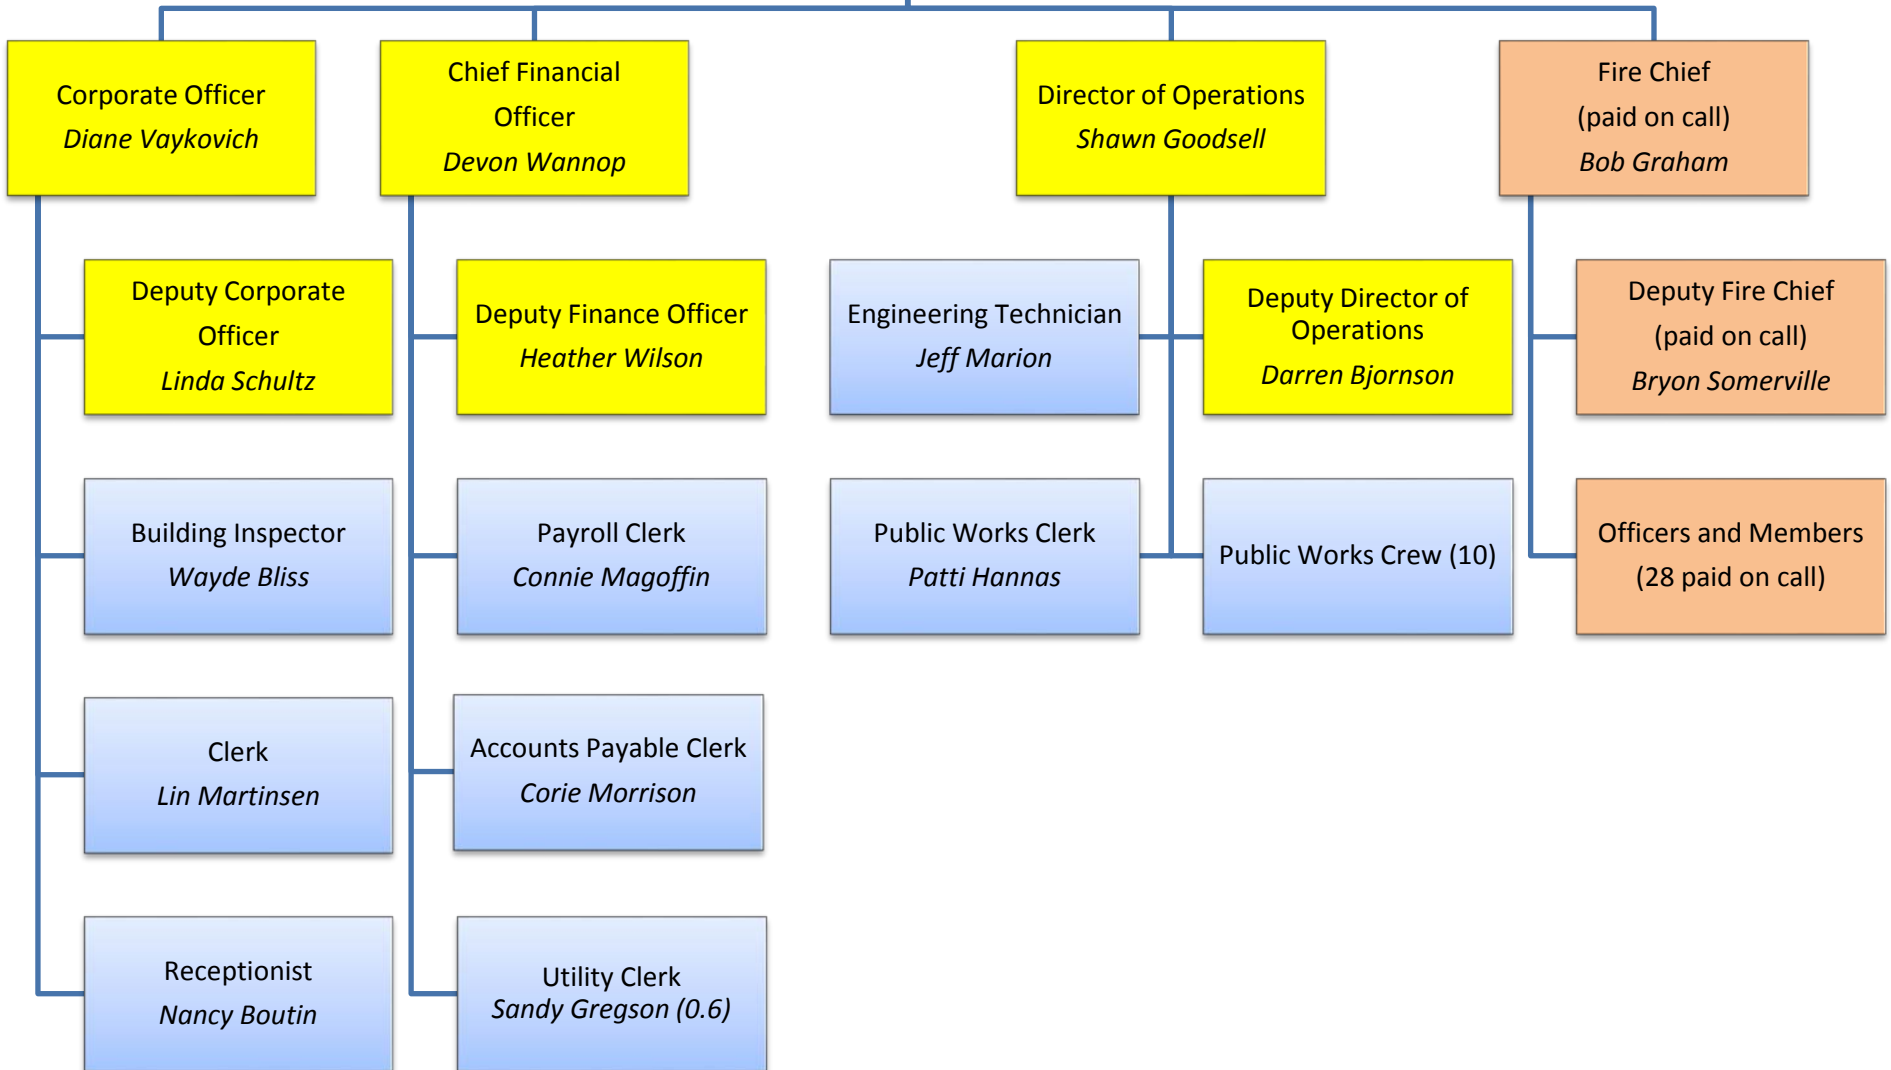 Corporate Officer
Diane Vaykovich
Chief Financial
Officer
Devon Wannop
Director of Operations
Shawn Goodsell
Fire Chief
(paid on call)
Bob Graham
Deputy Corporate
Officer
Linda Schultz
Deputy Finance Officer
Heather Wilson
Engineering Technician
Jeff Marion
Deputy Director of
Operations
Darren Bjornson
Deputy Fire Chief
(paid on call)
Bryon Somerville
Building Inspector
Wayde Bliss
Payroll Clerk
Connie Magoffin
Public Works Clerk
Patti Hannas
Public Works Crew (10)
Officers and Members
(28 paid on call)
Clerk
Lin Martinsen
Accounts Payable Clerk
Corie Morrison
Receptionist
Nancy Boutin
Utility Clerk
Sandy Gregson (0.6)